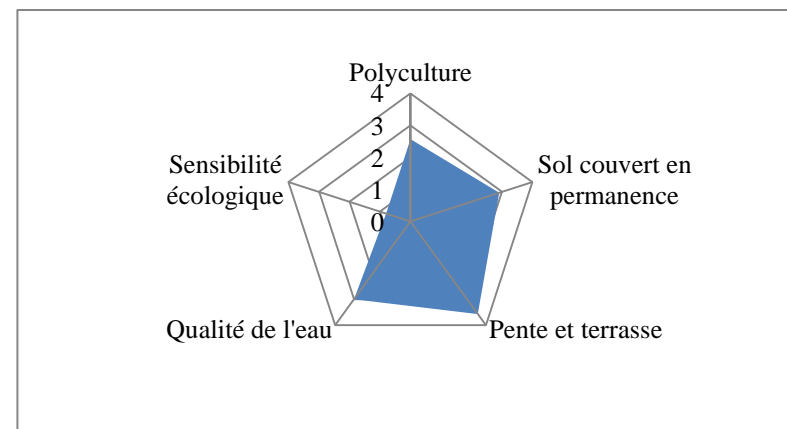 Polyculture
4
3
2
1
0
Sol couvert en
permanence
Pente et terrasse
Qualité de l'eau
Sensibilité
écologique